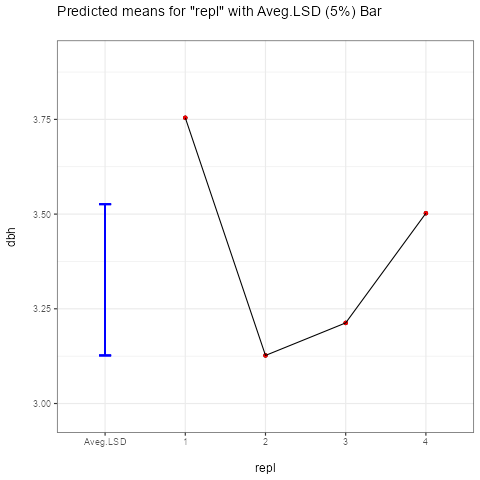 Predicted means for "repl" with Aveg.LSD (5%) Bar
3.75
3.50
3.25
3.00
dbh
Aveg.LSD 1 2 3 4
repl